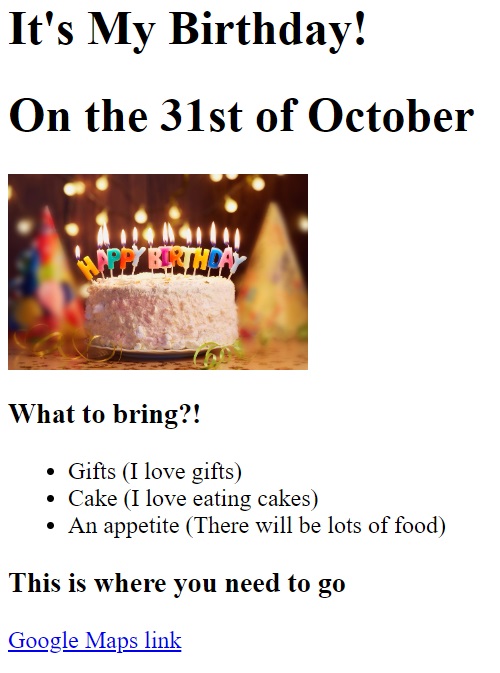 It's My Birthday!
On the 31st of October
HAPPY BIRTHDAY
What to bring?!
• Gifts (I love gifts)
• Cake (I love eating cakes)
• An appetite (There will be lots of food)
This is where you need to go
Google Maps link